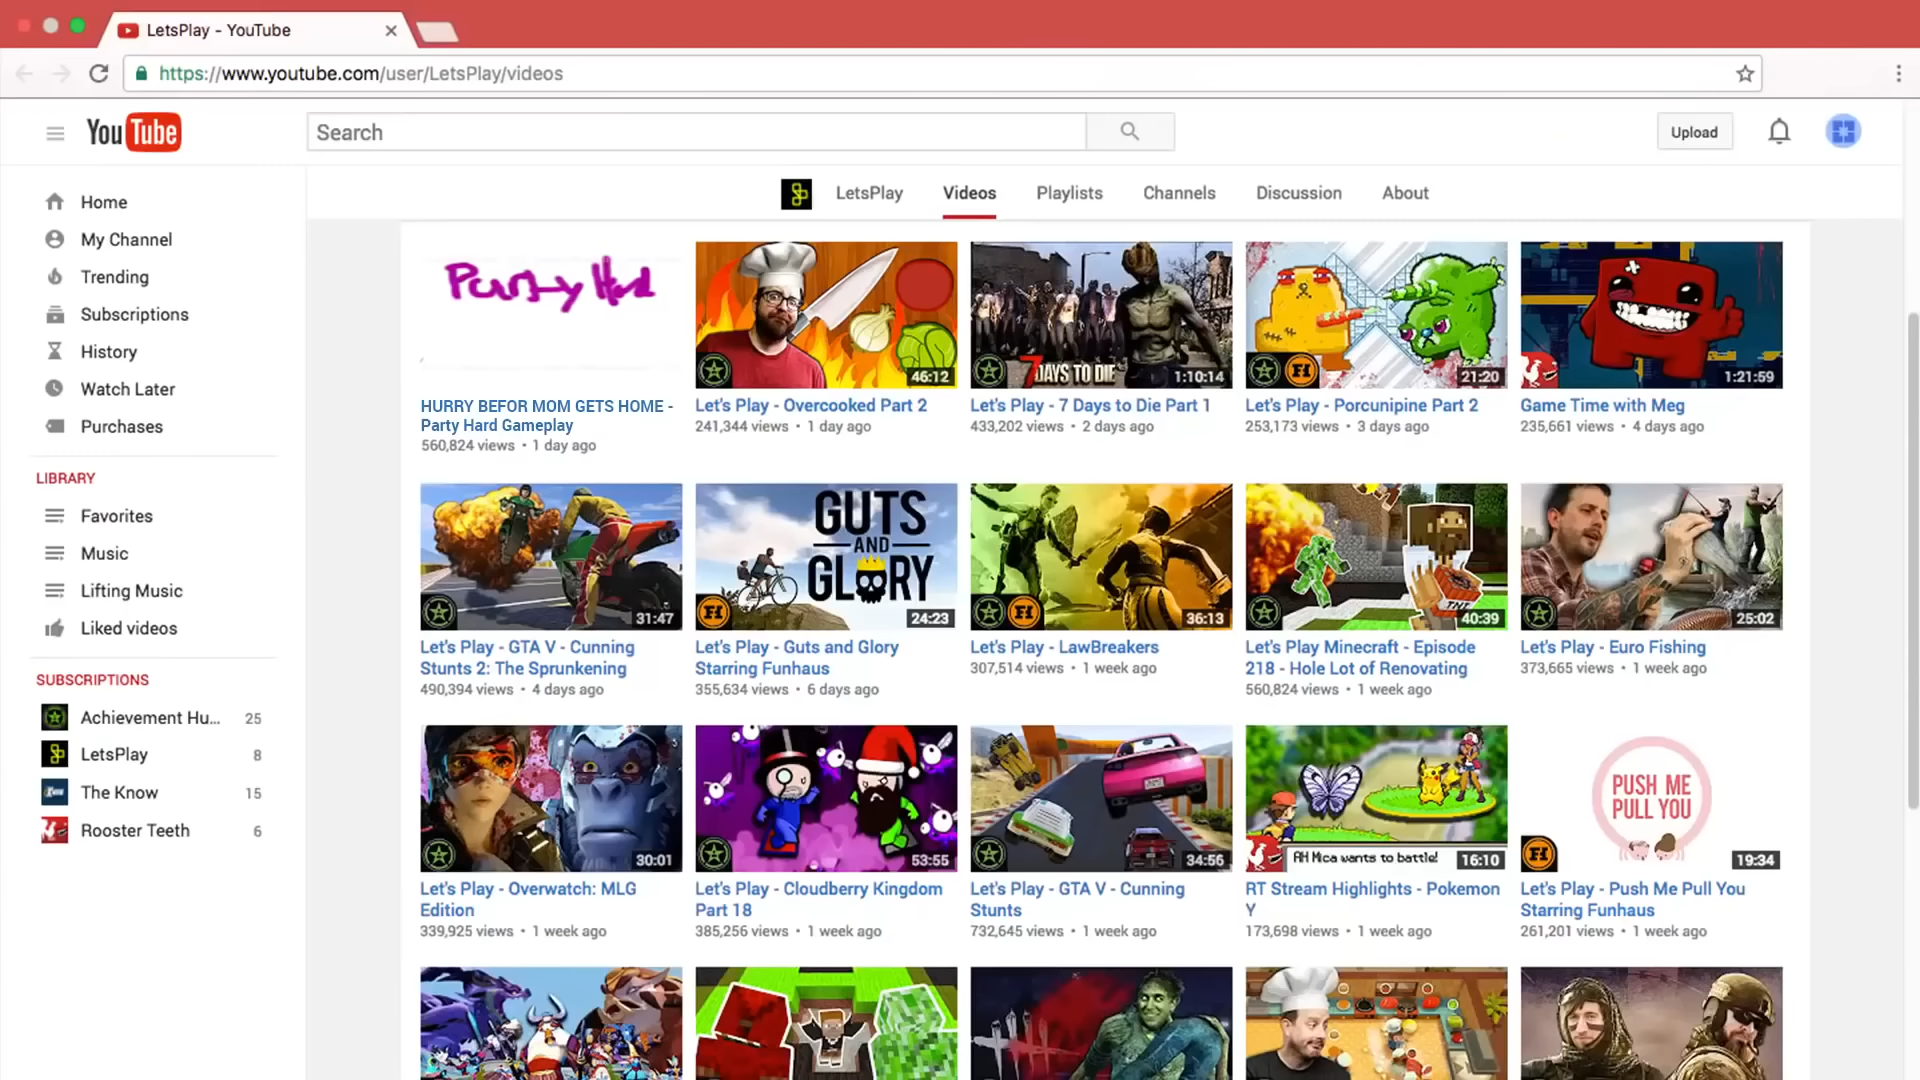 LetsPlay - YouTube
https://www.youtube.com/user/LetsPlay/videos
YouTube
Search
Upload
Home
My Channel
Trending
Subscriptions
History
Watch Later
Purchases
LIBRARY
Favorites
Music
Lifting Music
Liked videos
SUBSCRIPTIONS
Achievement Hu... 25
LetsPlay 8
The Know 15
Rooster Teeth 6
LetsPlay Videos Playlists Channels Discussion About
Party Hard
HURRY BEFOR MOM GETS HOME -
Party Hard Gameplay
560,824 views • 1 day ago
46:12
Let's Play - Overcooked Part 2
241,344 views • 1 day ago
7 DAYS TO DIE
1:10:14
Let's Play - 7 Days to Die Part 1
433,202 views • 2 days ago
21:20
Let's Play - Porcunipine Part 2
253,173 views • 3 days ago
1:21:59
Game Time with Meg
235,661 views • 4 days ago
31:47
Let's Play - GTA V - Cunning
Stunts 2: The Sprunkening
490,394 views • 4 days ago
GUTS
AND
GLORY
24:23
Let's Play - Guts and Glory
Starring Funhaus
355,634 views • 6 days ago
36:13
Let's Play - LawBreakers
307,514 views • 1 week ago
TNT
40:39
Let's Play Minecraft - Episode
218 - Hole Lot of Renovating
560,824 views • 1 week ago
25:02
Let's Play - Euro Fishing
373,665 views • 1 week ago
30:01
Let's Play - Overwatch: MLG
Edition
339,925 views • 1 week ago
53:55
Let's Play - Cloudberry Kingdom
Part 18
385,256 views • 1 week ago
34:56
Let's Play - GTA V - Cunning
Stunts
732,645 views • 1 week ago
AH Mica wants to battle!
16:10
RT Stream Highlights - Pokemon
Y
173,698 views • 1 week ago
PUSH ME
PULL YOU
19:34
Let's Play - Push Me Pull You
Starring Funhaus
261,201 views • 1 week ago